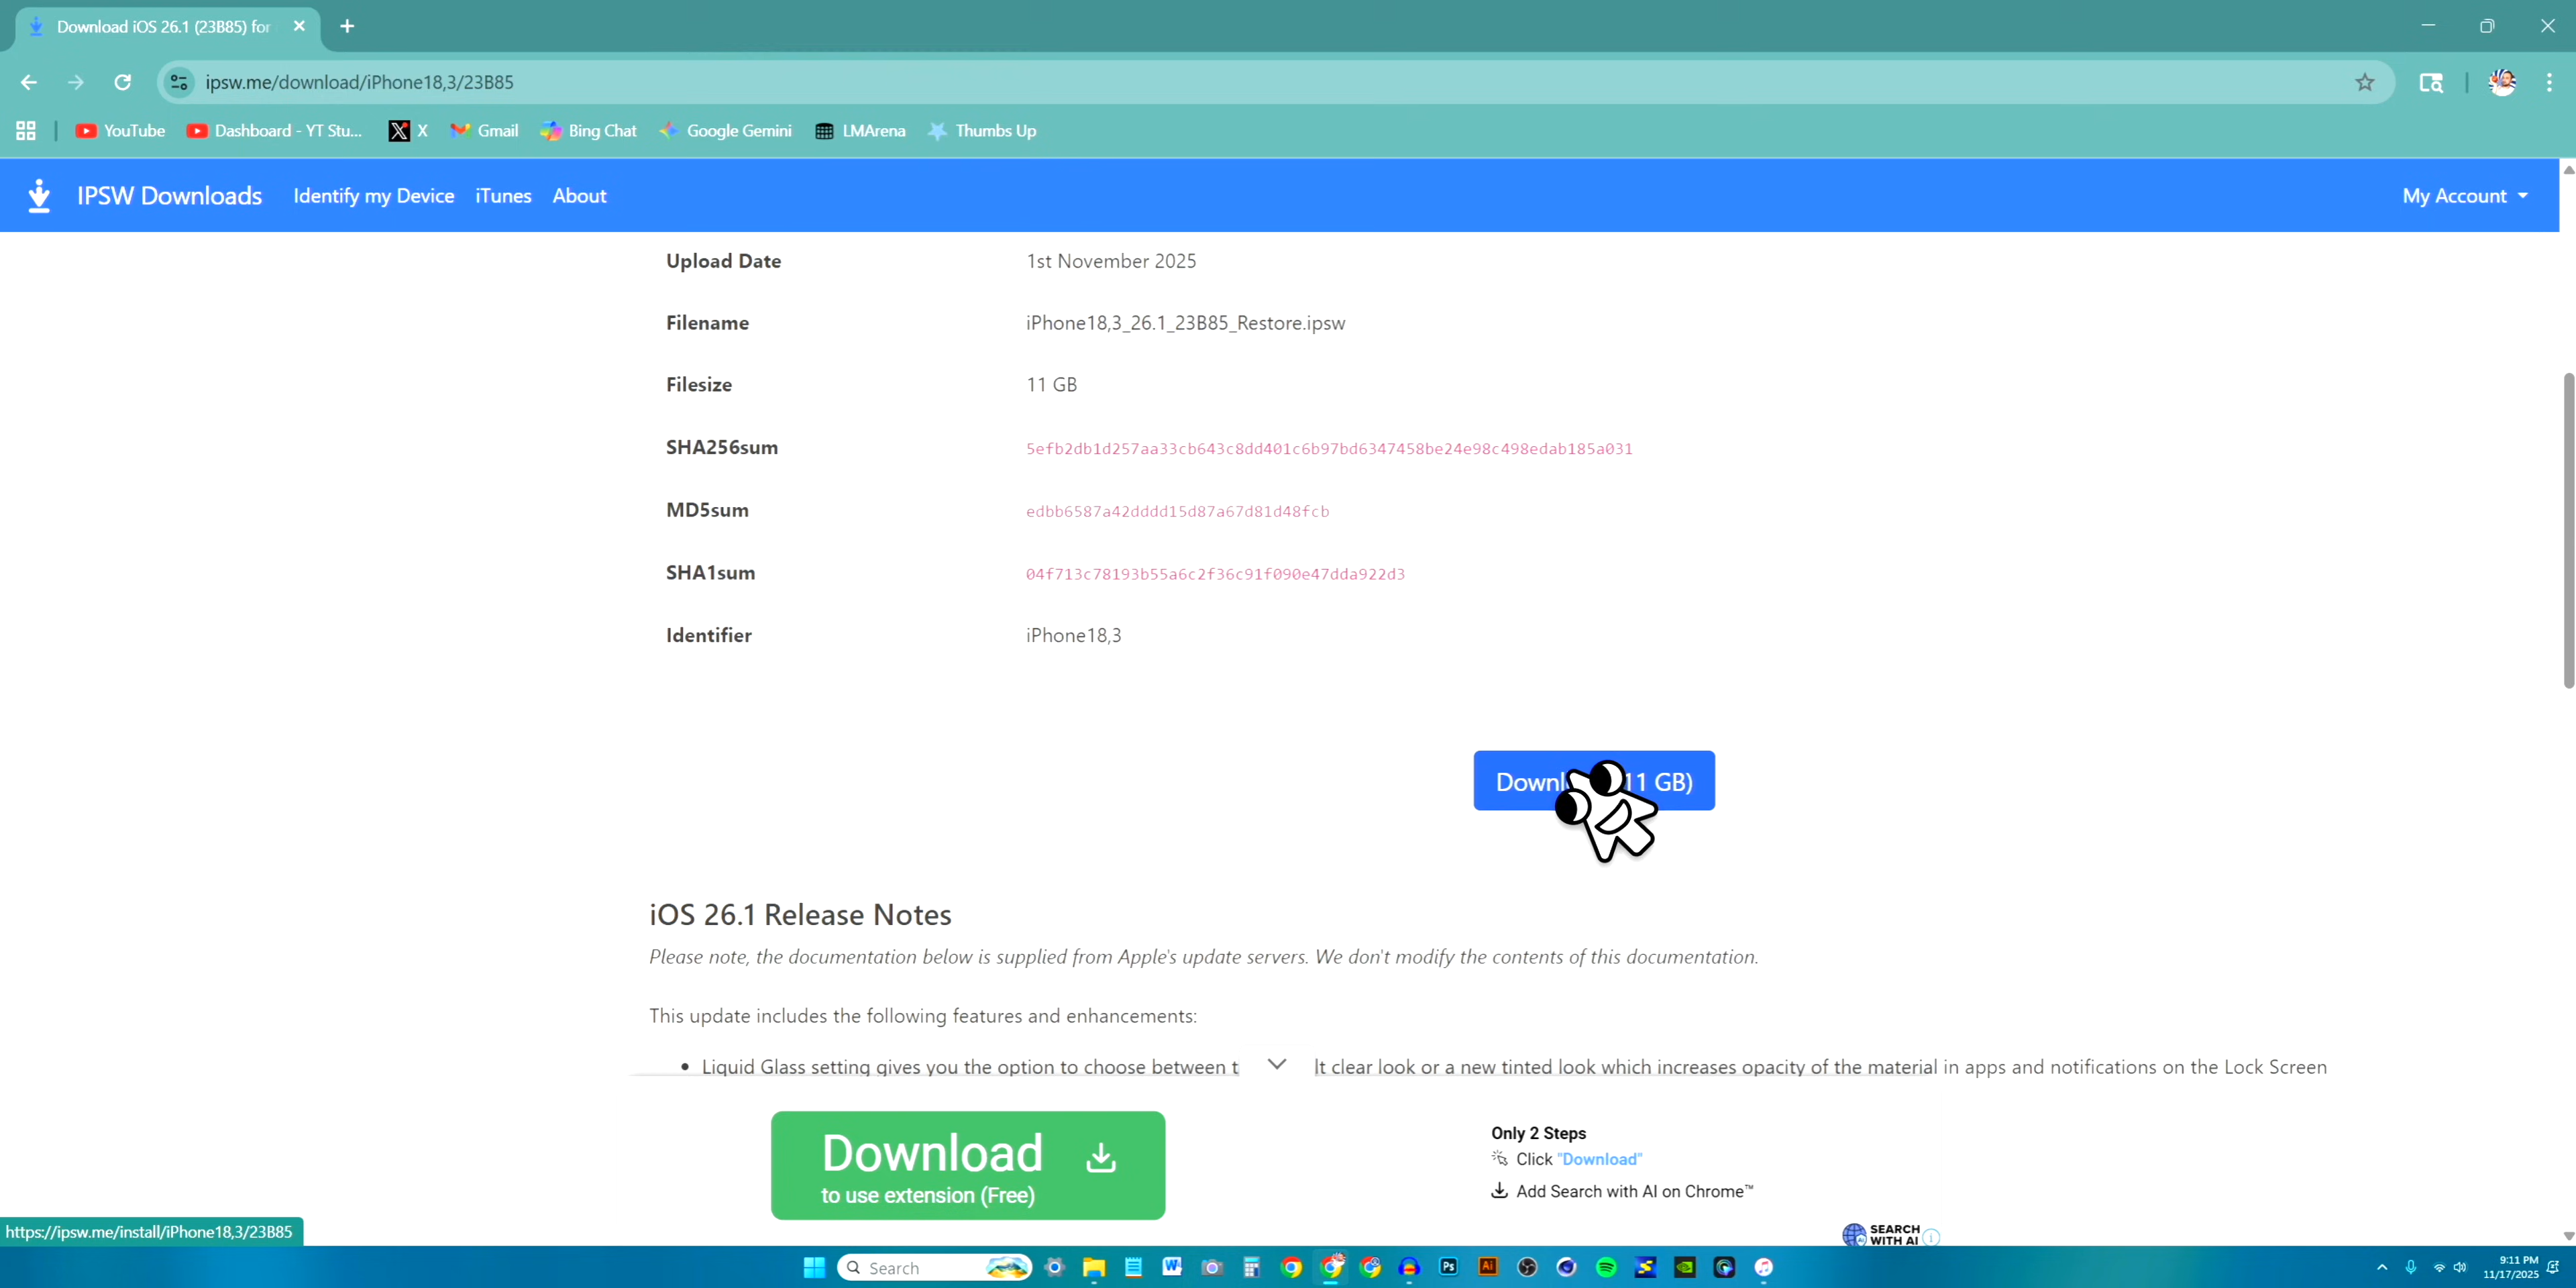 Download iOS 26.1 (23B85) for
ipsw.me/download/iPhone18,3/23B85
YouTube Dashboard - YT Stu... X Gmail Bing Chat Google Gemini LMArena Thumbs Up
IPSW Downloads Identify my Device iTunes About My Account
Upload Date 1st November 2025
Filename iPhone18,3_26.1_23B85_Restore.ipsw
Filesize 11 GB
SHA256sum 5efb2db1d257aa33cb643c8dd401c6b97bd6347458be24e98c498edab185a031
MD5sum edbb6587a42dddd15d87a67d81d48fcb
SHA1sum 04f713c78193b55a6c2f36c91f090e47dda922d3
Identifier iPhone18,3
11 GB)
iOS 26.1 Release Notes
Please note, the documentation below is supplied from Apple's update servers. We don't modify the contents of this documentation.
This update includes the following features and enhancements:
• Liquid Glass setting gives you the option to choose between t lt clear look or a new tinted look which increases opacity of the material in apps and notifications on the Lock Screen
Download
to use extension (Free)
Only 2 Steps
Click "Download"
Add Search with AI on Chrome™
SEARCH
WITH AI
https://ipsw.me/install/iPhone18,3/23B85
Search
Ps Ai
9:11 PM
11/17/2025